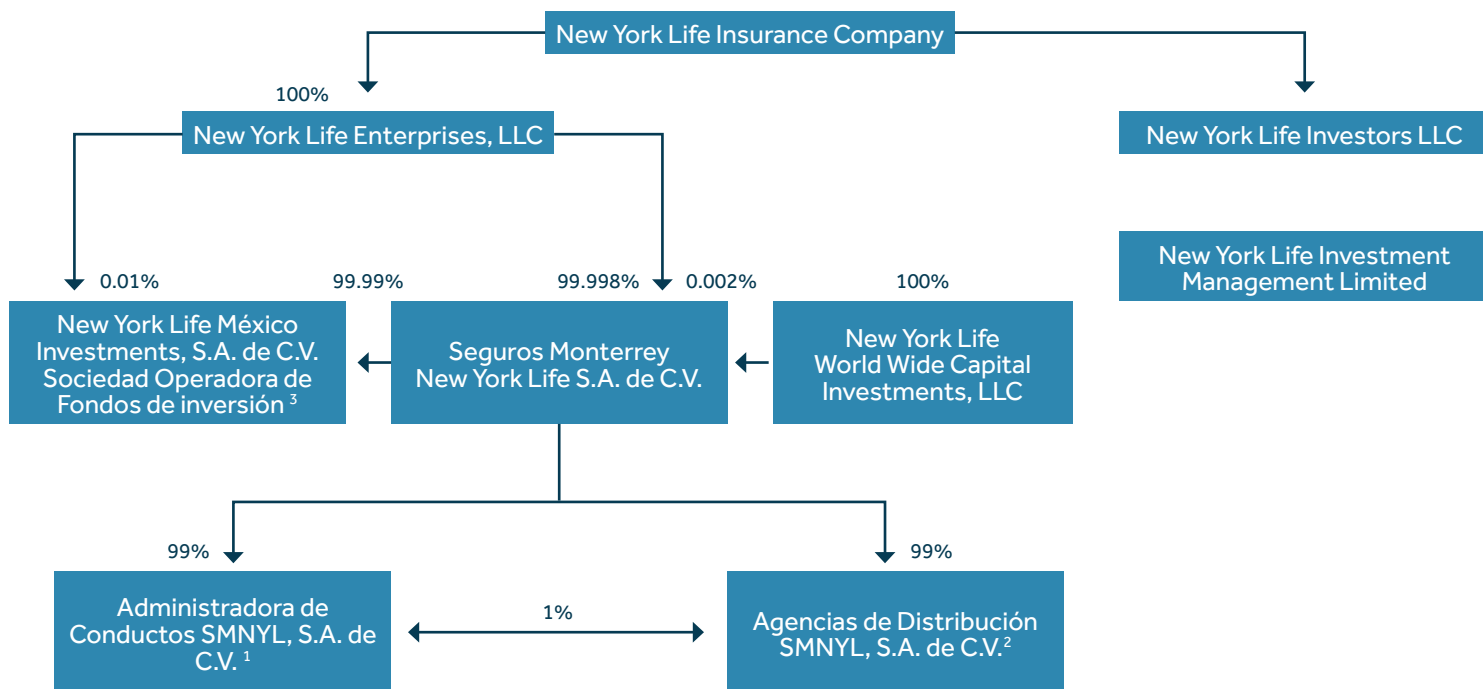 New York Life Insurance Company
100%
New York Life Enterprises, LLC
New York Life Investors LLC
New York Life Investment
Management Limited
0.01%
99.99%
99.998%
0.002%
100%
New York Life México
Investments, S.A. de C.V.
Sociedad Operadora de
Fondos de inversión ³
Seguros Monterrey
New York Life S.A. de C.V.
New York Life
World Wide Capital
Investments, LLC
99%
99%
Administradora de
Conductos SMNYL, S.A. de
C.V. ¹
1%
Agencias de Distribución
SMNYL, S.A. de C.V.²